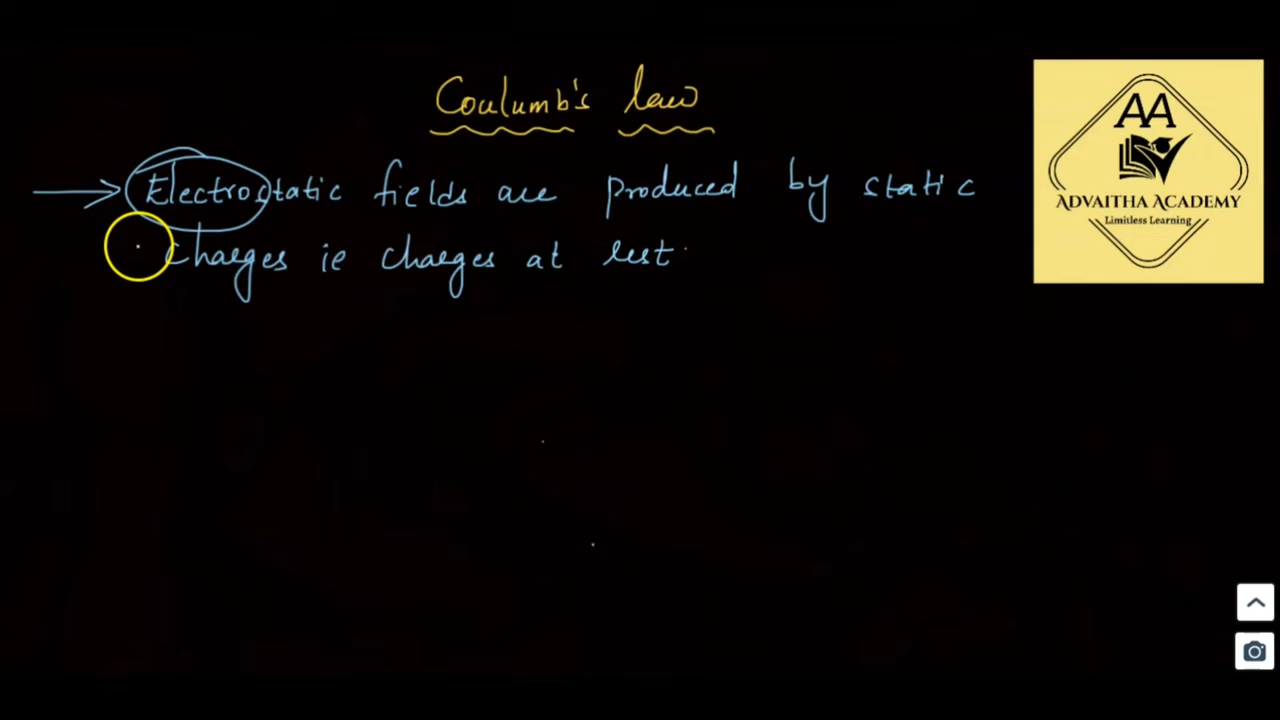 Coulumb's law
Electrostatic fields are produced by static
charges ie charges at rest
AA
ADVAITHA ACADEMY
Limitless Learning